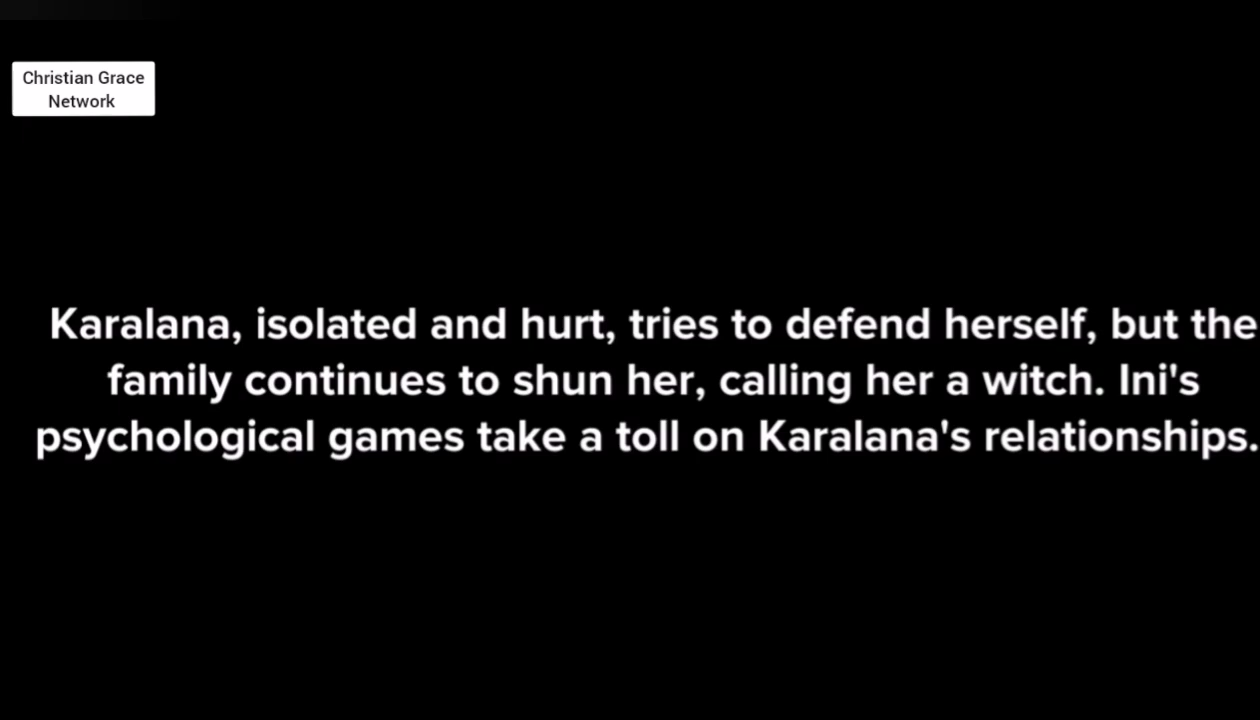 Christian Grace
Network
Karalana, isolated and hurt, tries to defend herself, but the
family continues to shun her, calling her a witch. Ini's
psychological games take a toll on Karalana's relationships.